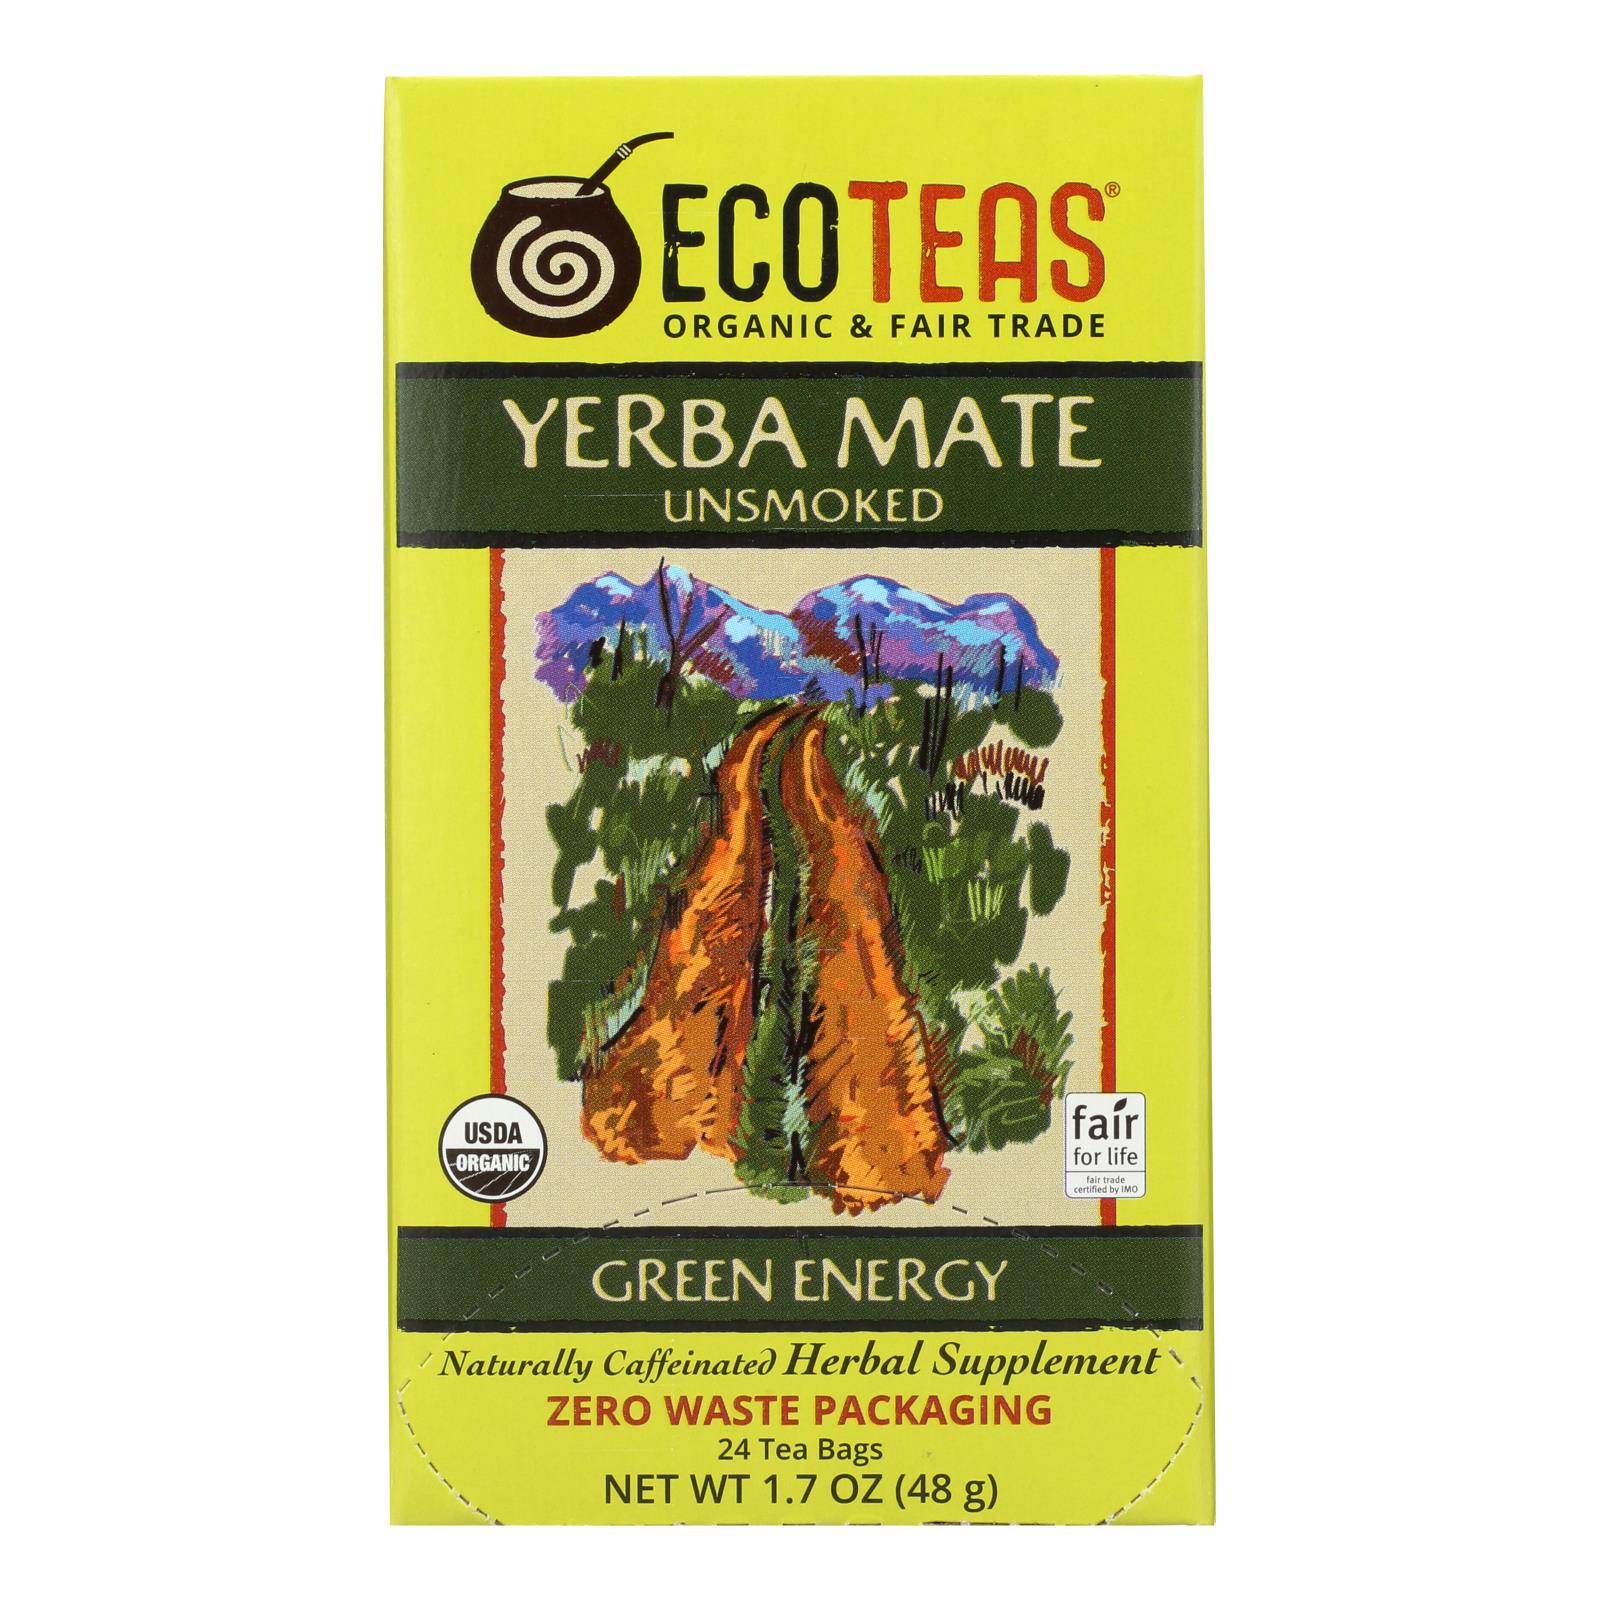 ECOTEAS®
ORGANIC & FAIR TRADE
YERBA MATE
UNSMOKED
USDA
ORGANIC
fair
for life
fair trade
certified by IMO
GREEN ENERGY
Naturally Caffeinated Herbal Supplement
ZERO WASTE PACKAGING
24 Tea Bags
NET WT 1.7 OZ (48 g)